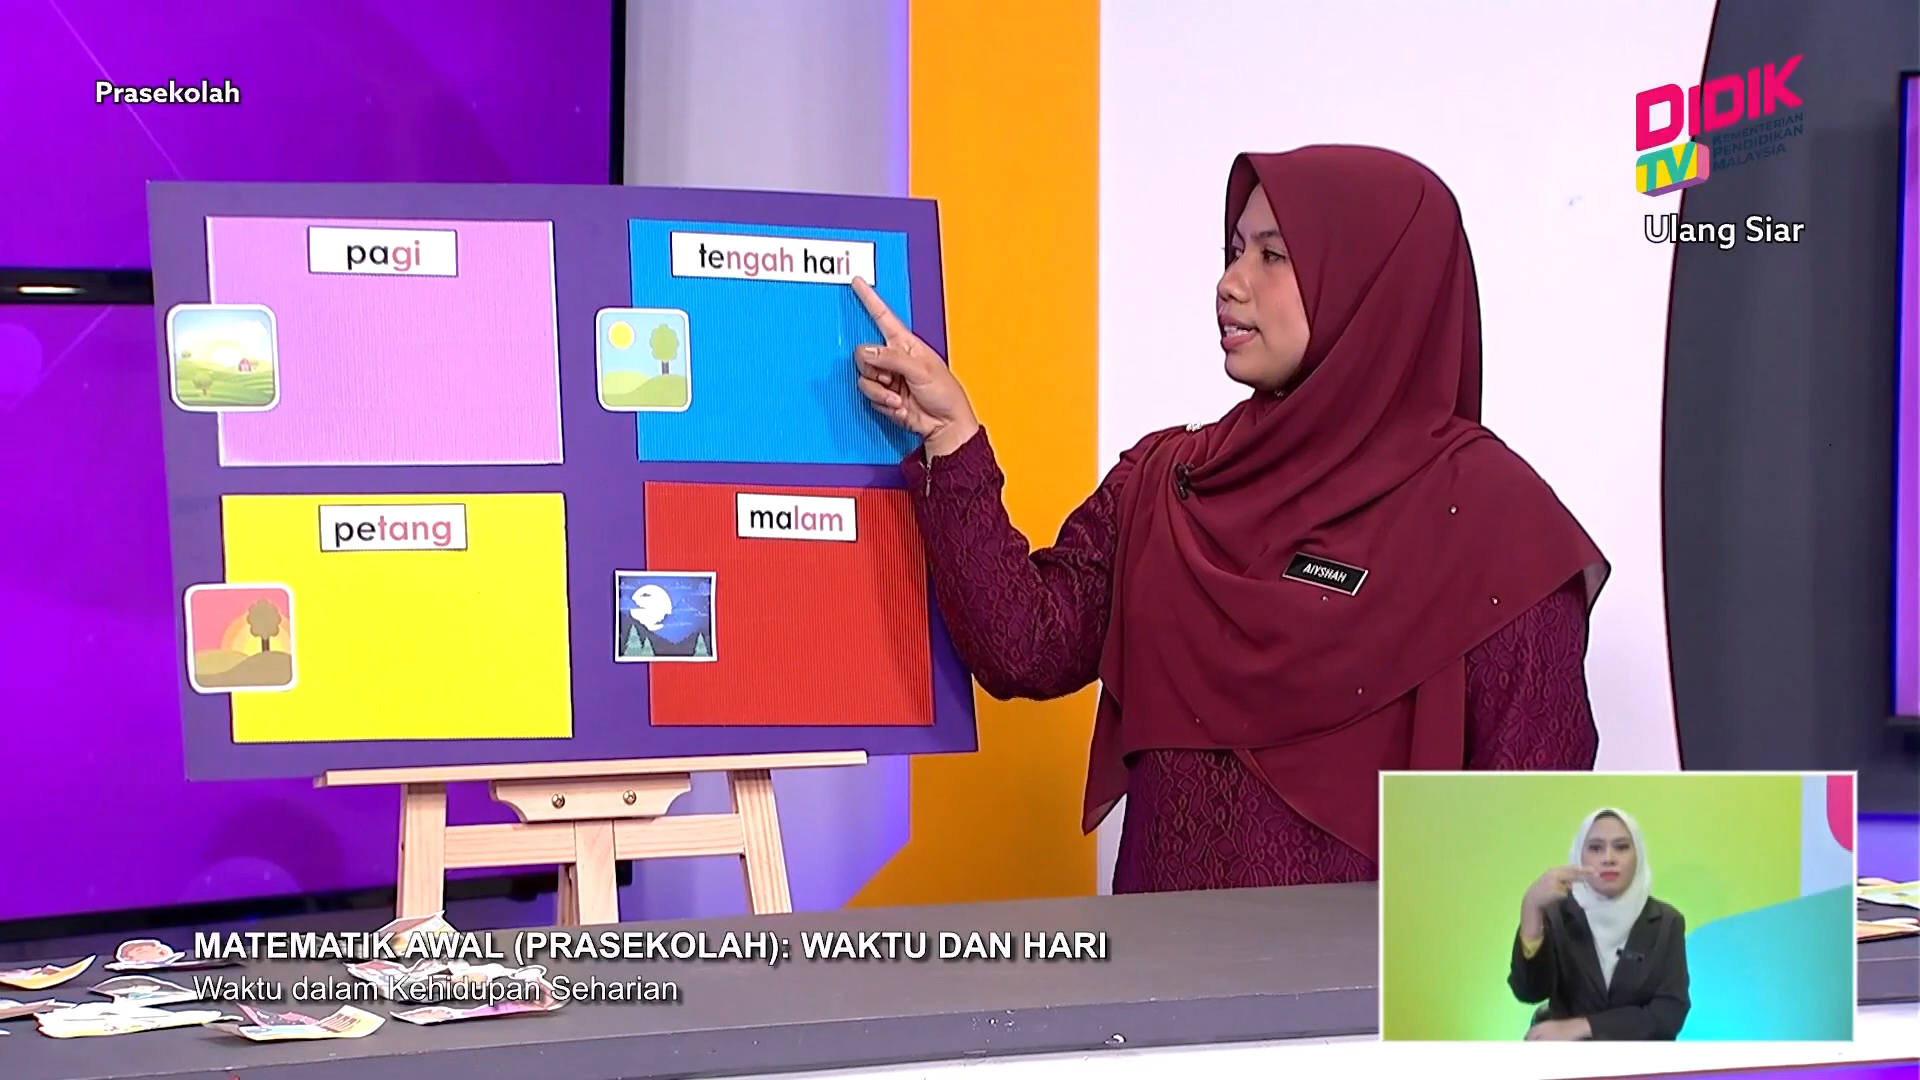 Prasekolah
DIDIK
TV
KEMENTERIAN
PENDIDIKAN
MALAYSIA
Ulang Siar
pagi
tengah hari
petang
malam
AIYSHAH
MATEMATIK AWAL (PRASEKOLAH): WAKTU DAN HARI
Waktu dalam Kehidupan Seharian